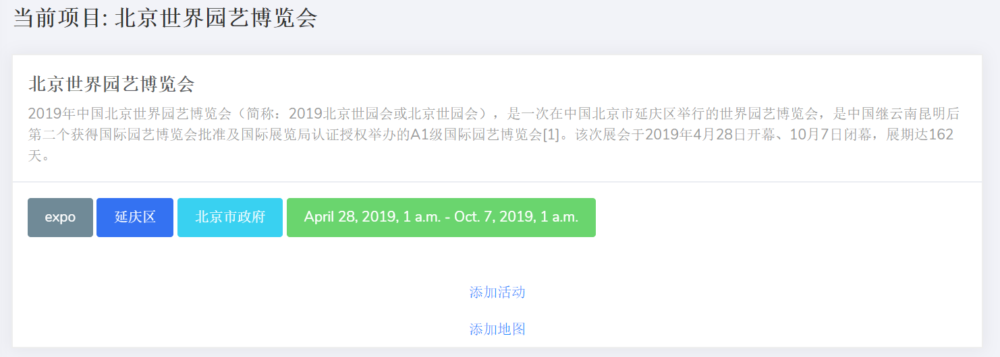 当前项目: 北京世界园艺博览会
北京世界园艺博览会
2019年中国北京世界园艺博览会（简称：2019北京世园会或北京世园会），是一次在中国北京市延庆区举行的世界园艺博览会，是中国继云南昆明后
第二个获得国际园艺博览会批准及国际展览局认证授权举办的A1级国际园艺博览会[1]。该次展会于2019年4月28日开幕、10月7日闭幕，展期达162
天。
expo 延庆区 北京市政府 April 28, 2019, 1 a.m. - Oct. 7, 2019, 1 a.m.
添加活动
添加地图